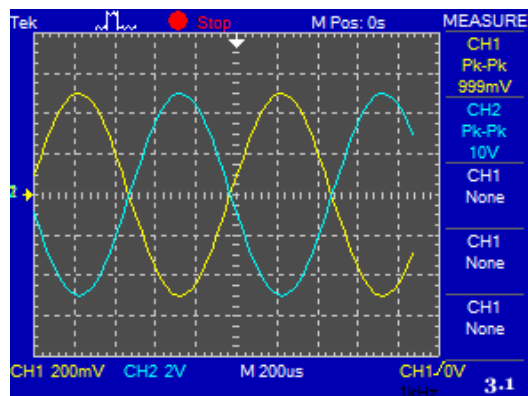 Tek Stop M Pos: 0s MEASURE
CH1
Pk-Pk
999mV
CH2
Pk-Pk
10V
CH1
None
CH1
None
CH1
None
CH1 200mV CH2 2V M 200us CH1/0V
1kHz
3.1